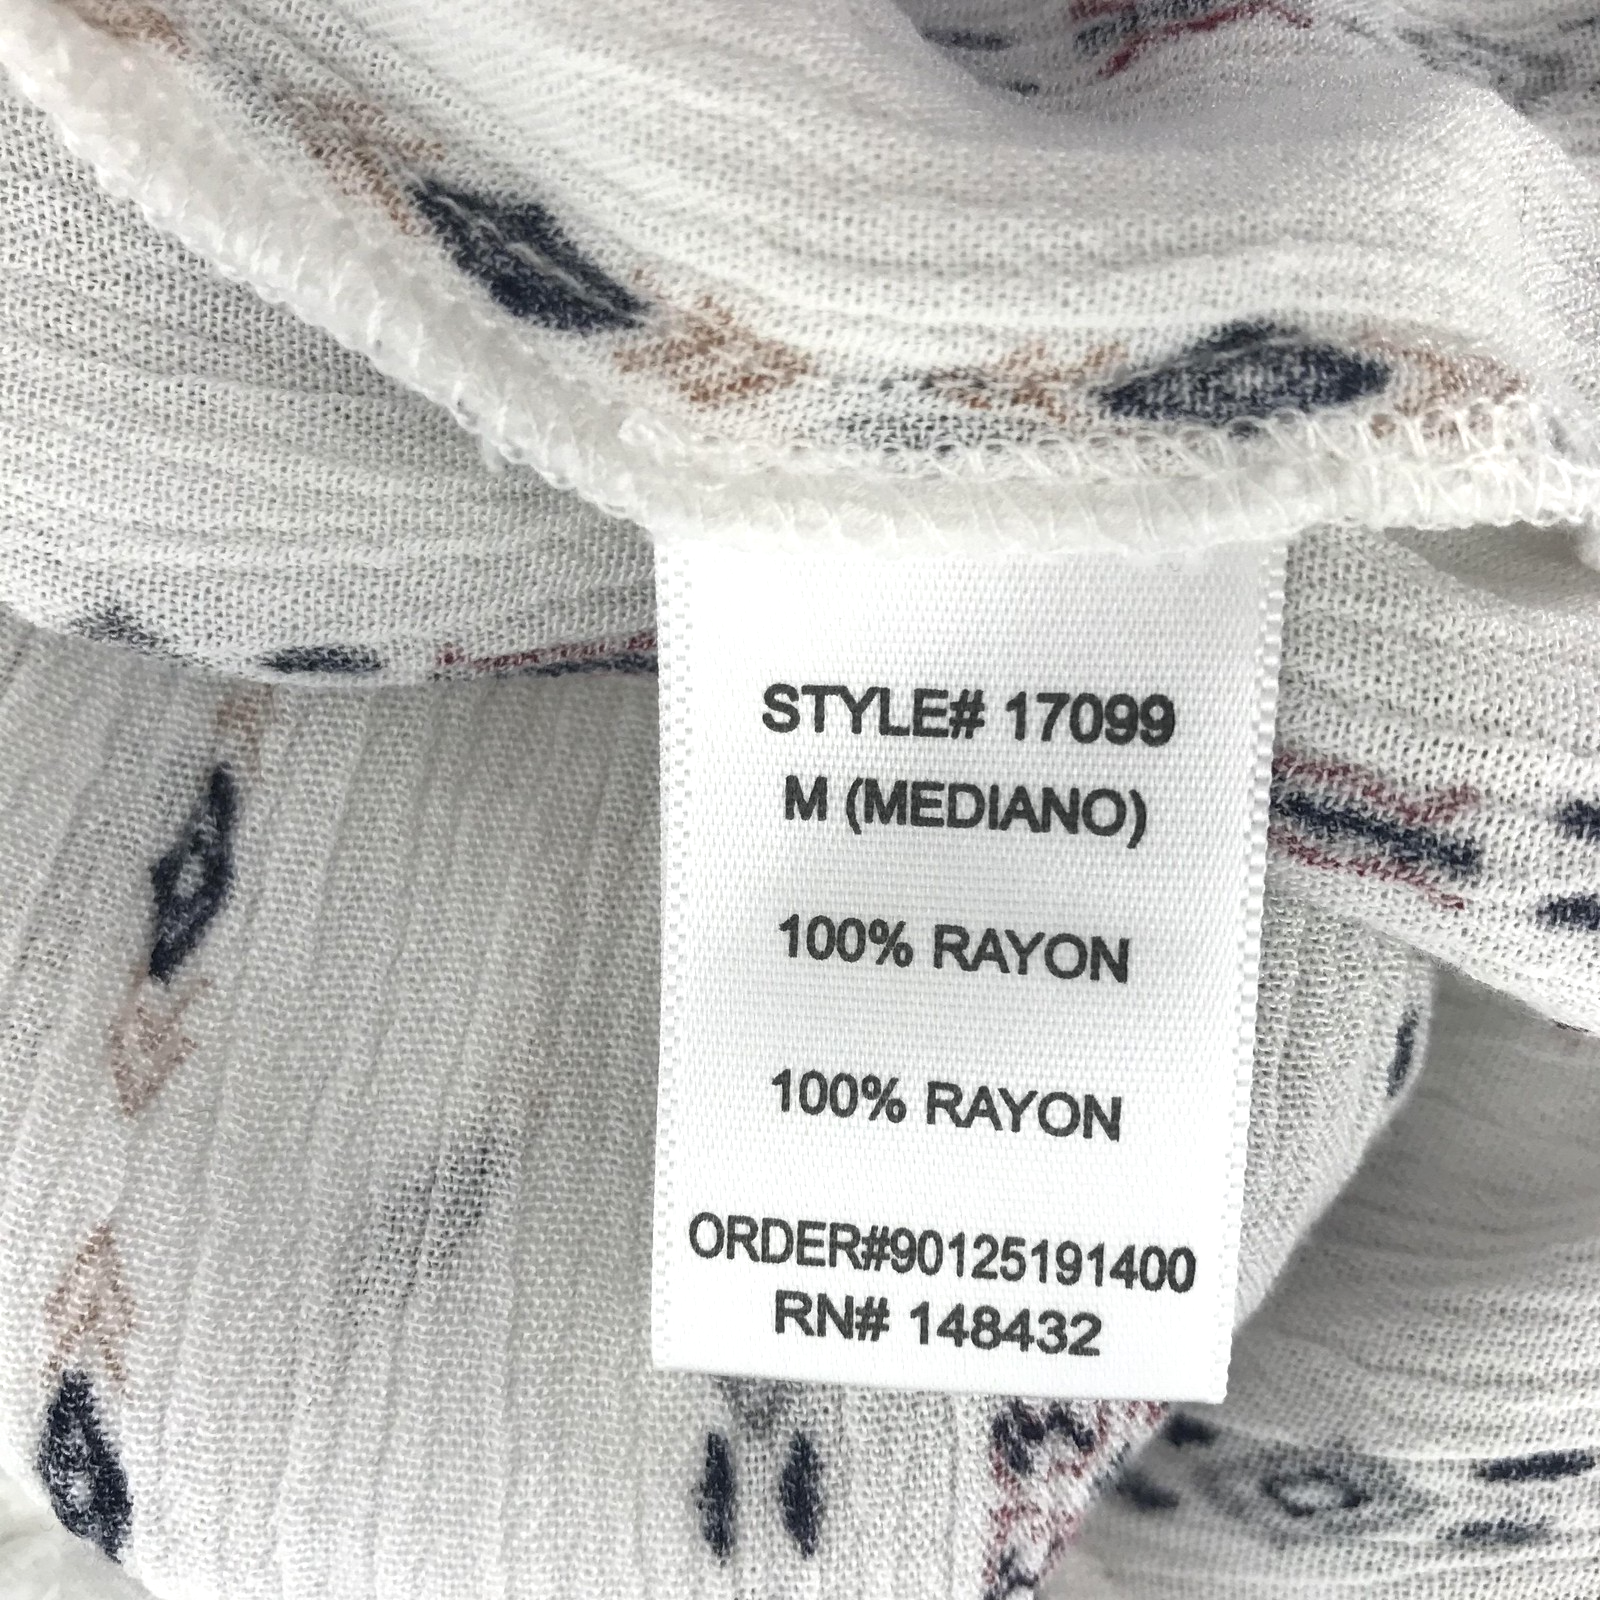 STYLE# 17099
M (MEDIANO)
100% RAYON
100% RAYON
ORDER#90125191400
RN# 148432